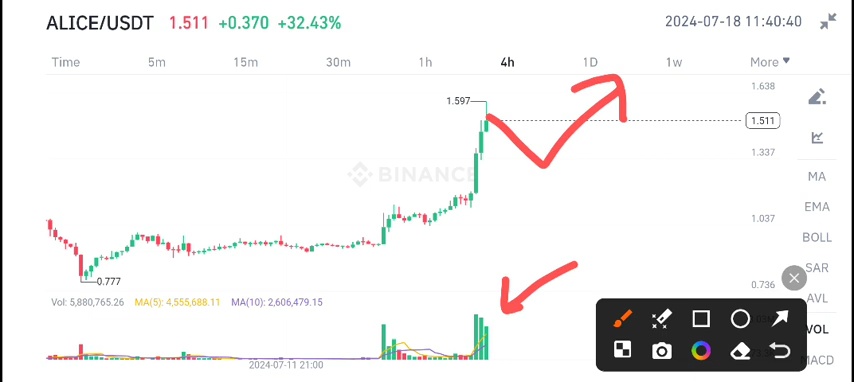 ALICE/USDT 1.511 +0.370 +32.43% 2024-07-18 11:40:40
Time 5m 15m 30m 1h 4h 1D 1w More
1.638
1.597
1.511
1.337
BINANCE
MA
EMA
1.037
BOLL
SAR
0.777
0.736
AVL
Vol: 5,880,765.26 MA(5): 4,555,688.11 MA(10): 2,606,479.15
VOL
MACD
2024-07-11 21:00